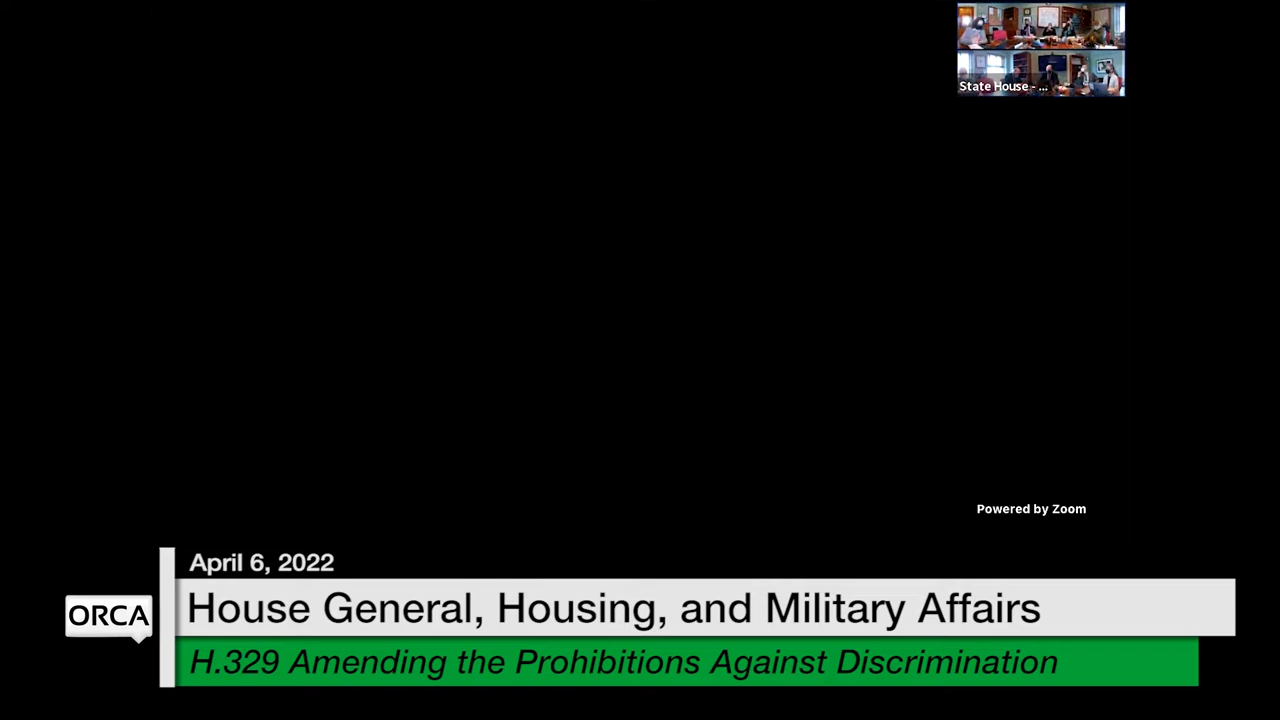 State House - ...
Powered by Zoom
April 6, 2022
House General, Housing, and Military Affairs
ORCA
H.329 Amending the Prohibitions Against Discrimination